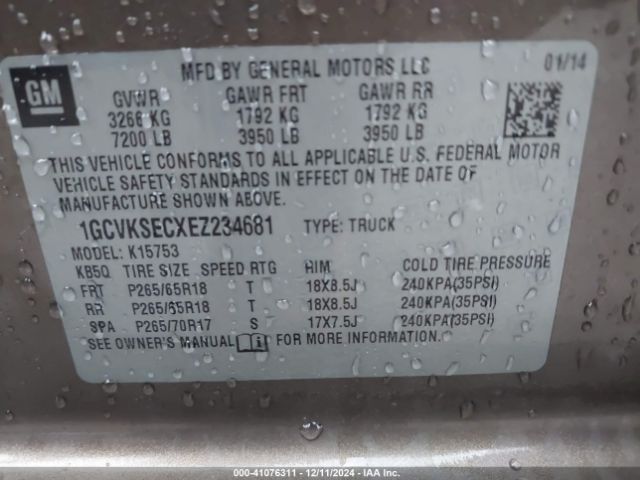 GM
MFD BY GENERAL MOTORS LLC 01/14
GVWR GAWR FRT GAWR RR
3266 KG 1792 KG 1792 KG
7200 LB 3950 LB 3950 LB
THIS VEHICLE CONFORMS TO ALL APPLICABLE U.S. FEDERAL MOTOR
VEHICLE SAFETY STANDARDS IN EFFECT ON THE DATE OF
MANUFACTURE SHOWN ABOVE.
1GCVKSECXEZ234681 TYPE: TRUCK
MODEL: K15753
KB5Q TIRE SIZE SPEED RTG RIM COLD TIRE PRESSURE
FRT P265/65R18 T 18X8.5J 240KPA(35PSI)
RR P265/65R18 T 18X8.5J 240KPA(35PSI)
SPA P265/70R17 S 17X7.5J 240KPA(35PSI)
SEE OWNER'S MANUAL FOR MORE INFORMATION.
000-41076311 - 12/11/2024 - IAA Inc.